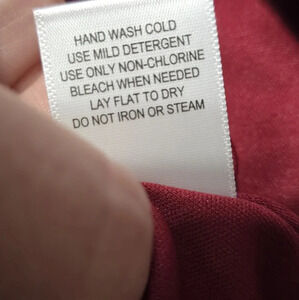 HAND WASH COLD
USE MILD DETERGENT
USE ONLY NON-CHLORINE
BLEACH WHEN NEEDED
LAY FLAT TO DRY
DO NOT IRON OR STEAM